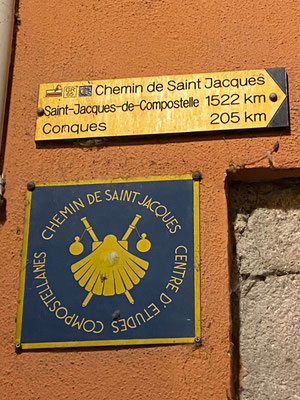 Chemin de Saint Jacques
Saint-Jacques-de-Compostelle 1522 km
Conques 205 km
CHEMIN DE SAINT JACQUES
CENTRE D'ETUDES COMPOSTELLANES